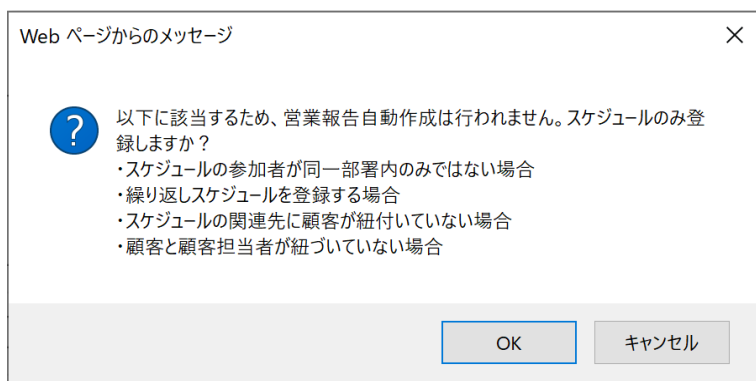 Web ページからのメッセージ
以下に該当するため、営業報告自動作成は行われません。スケジュールのみ登
録しますか？
・スケジュールの参加者が同一部署内のみではない場合
・繰り返しスケジュールを登録する場合
・スケジュールの関連先に顧客が紐付いていない場合
・顧客と顧客担当者が紐づいていない場合
OK
キャンセル